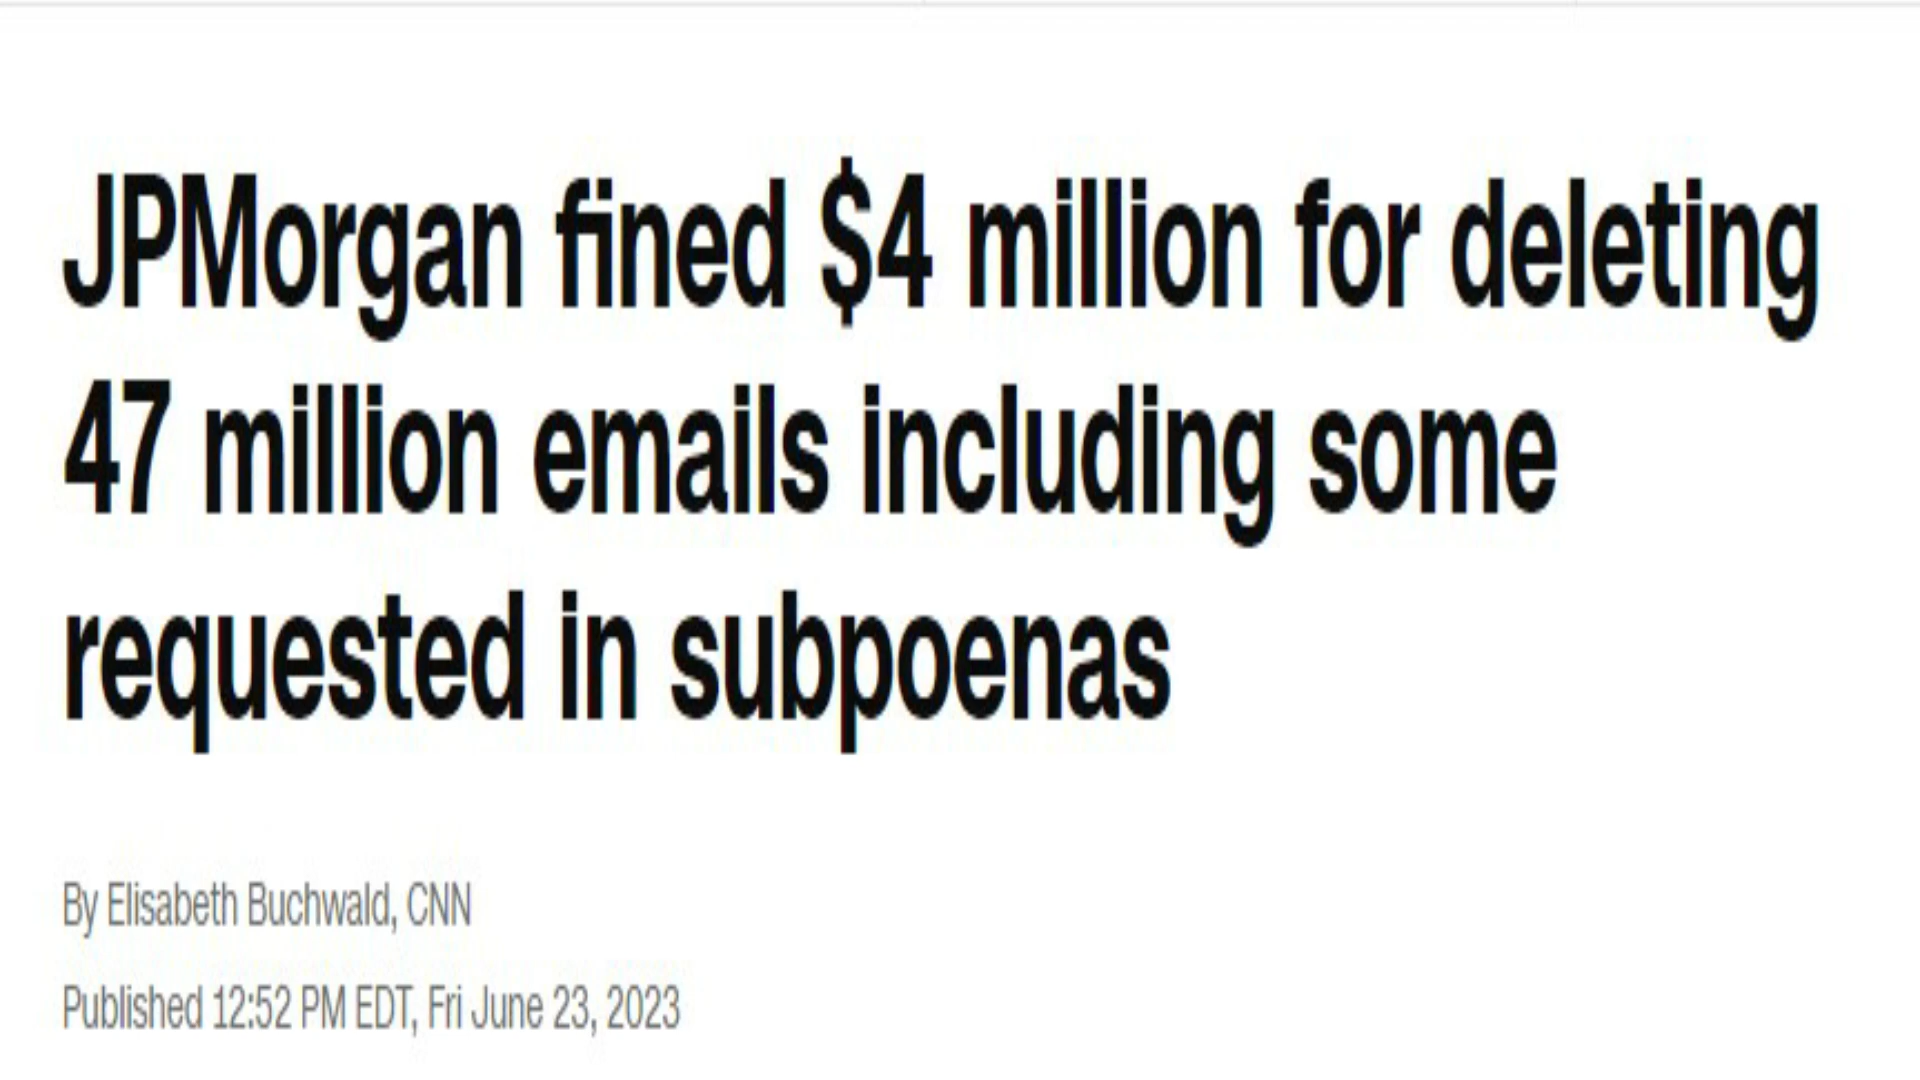 JPMorgan fined $4 million for deleting
47 million emails including some
requested in subpoenas
By Elisabeth Buchwald, CNN
Published 12:52 PM EDT, Fri June 23, 2023